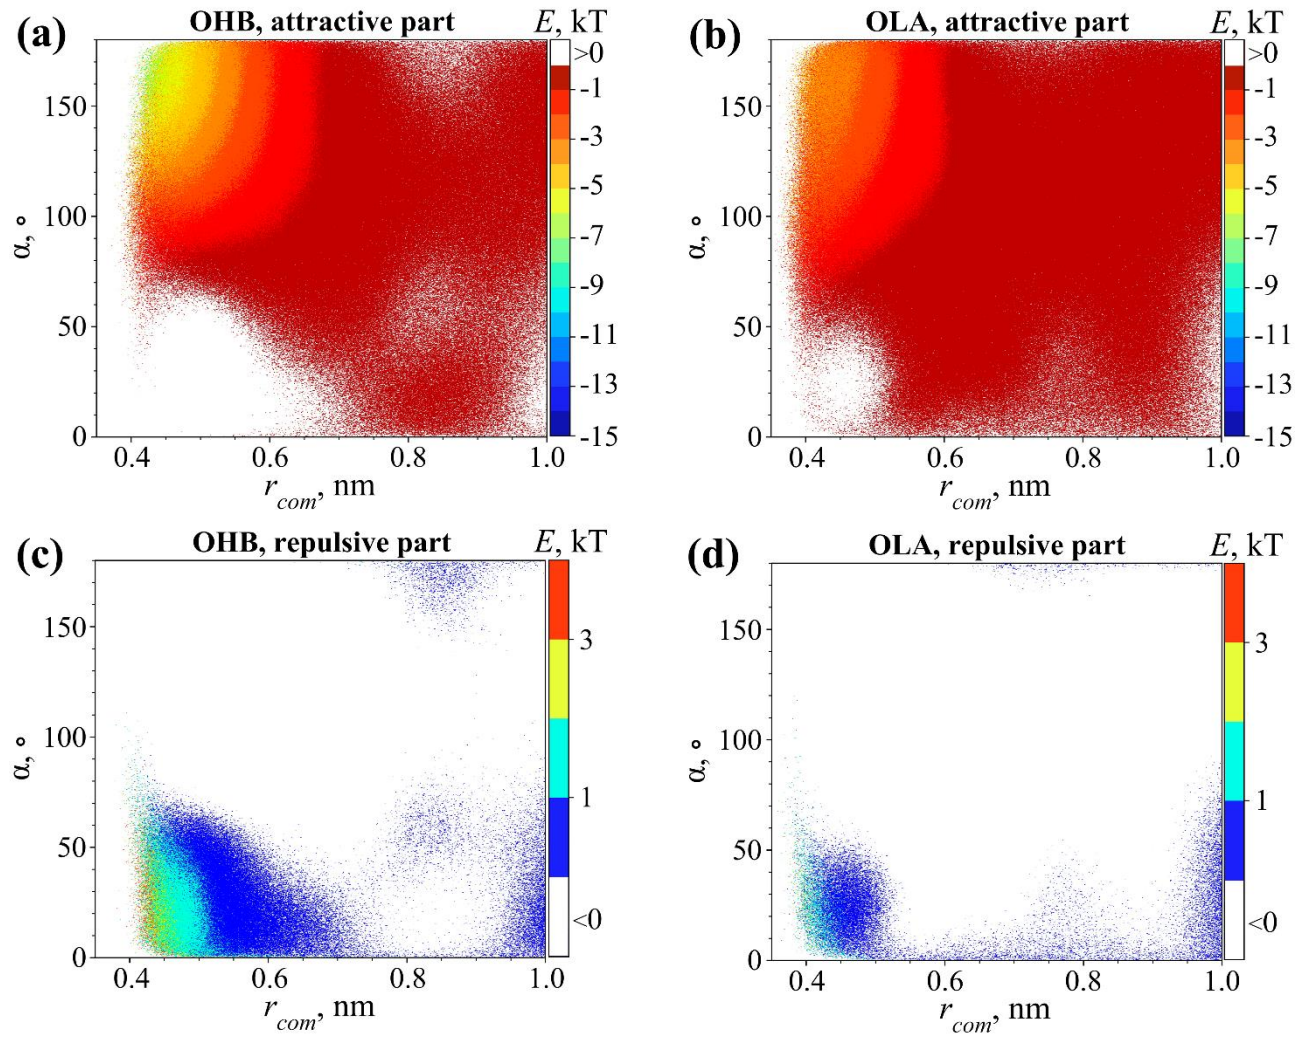 (a) OHB, attractive part E, kT
>0
-1
-3
-5
-7
-9
-11
-13
-15
150
100
50
0
α, °
0.4 0.6 0.8 1.0
r_com, nm
(b) OLA, attractive part E, kT
>0
-1
-3
-5
-7
-9
-11
-13
-15
150
100
50
0
α, °
0.4 0.6 0.8 1.0
r_com, nm
(c) OHB, repulsive part E, kT
3
1
<0
150
100
50
0
α, °
0.4 0.6 0.8 1.0
r_com, nm
(d) OLA, repulsive part E, kT
3
1
<0
150
100
50
0
α, °
0.4 0.6 0.8 1.0
r_com, nm